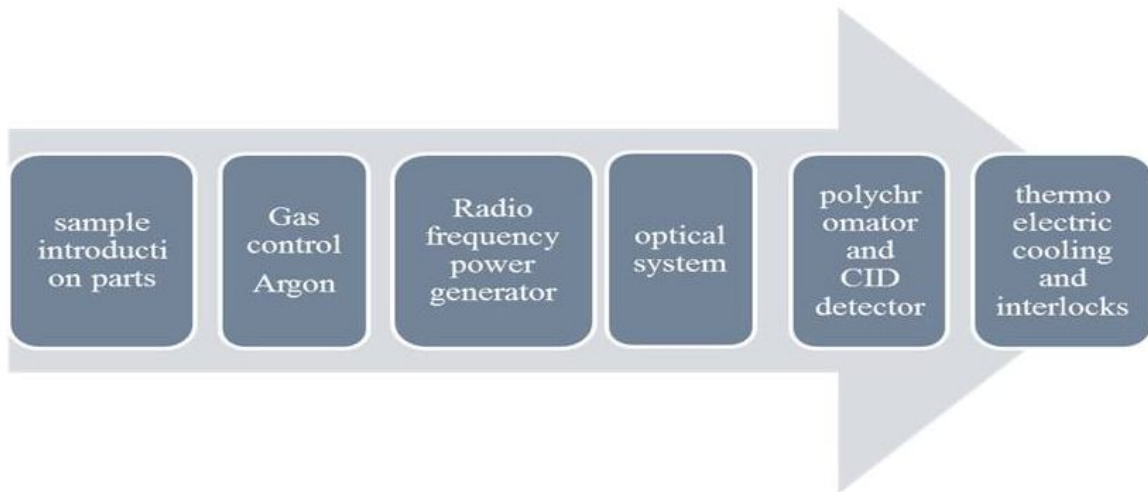 sample
introducti
on parts
Gas
control
Argon
Radio
frequency
power
generator
optical
system
polychr
omator
and
CID
detector
thermo
electric
cooling
and
interlocks